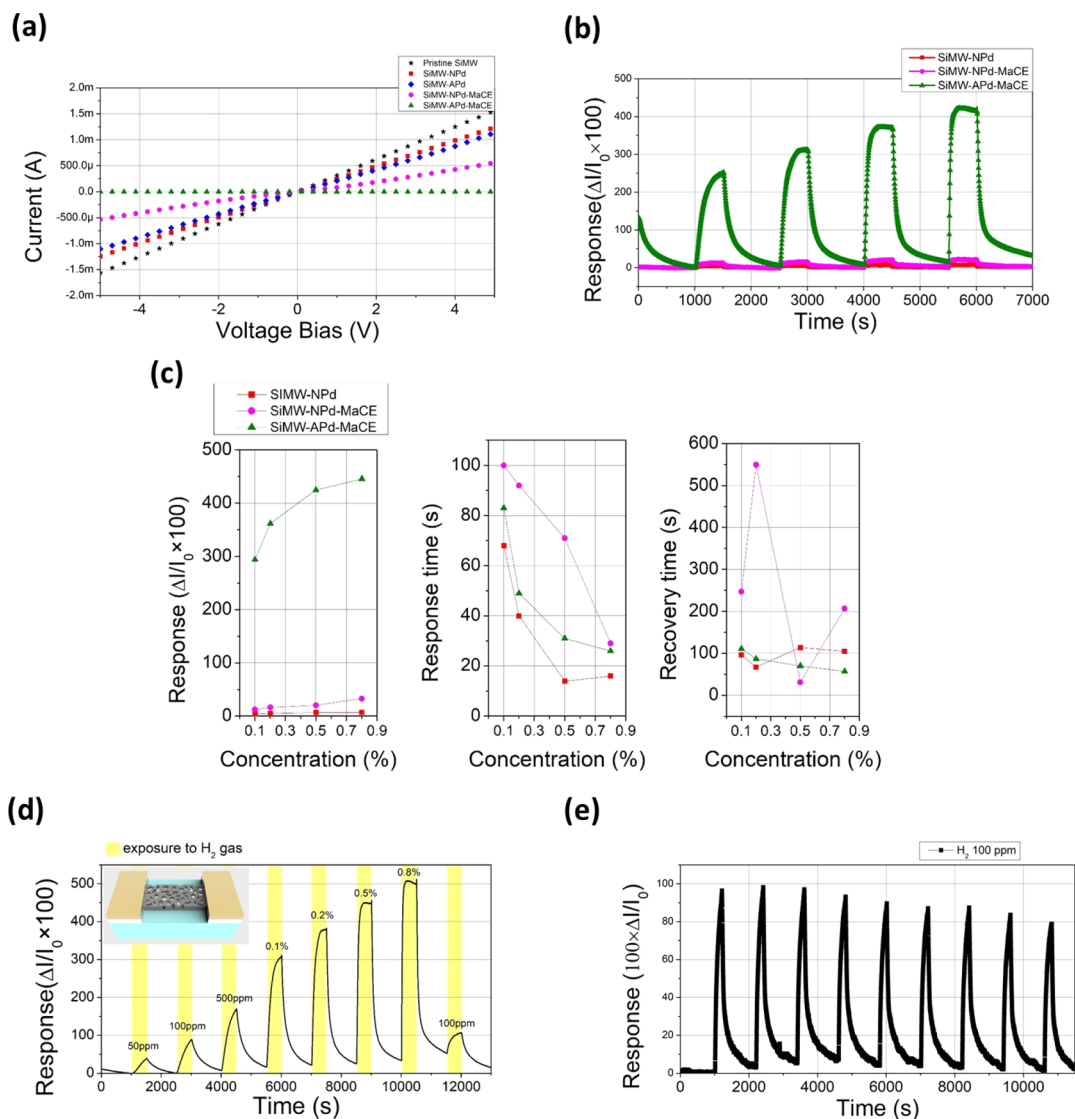 (a)
Pristine SiMW
SiMW-NPd
SiMW-APd
SiMW-NPd-MaCE
SiMW-APd-MaCE
2.0m
1.5m
1.0m
500.0μ
0.0
-500.0μ
-1.0m
-1.5m
-2.0m
Current (A)
-4 -2 0 2 4
Voltage Bias (V)
(b)
SiMW-NPd
SiMW-NPd-MaCE
SiMW-APd-MaCE
500
400
300
200
100
0
Response(ΔI/I₀×100)
0 1000 2000 3000 4000 5000 6000 7000
Time (s)
(c)
SIMW-NPd
SiMW-NPd-MaCE
SiMW-APd-MaCE
500
400
300
200
100
0
Response (ΔI/I₀×100)
0.1 0.3 0.5 0.7 0.9
Concentration (%)
100
80
60
40
20
0
Response time (s)
0.1 0.3 0.5 0.7 0.9
Concentration (%)
600
550
500
450
400
350
300
250
200
150
100
50
0
Recovery time (s)
0.1 0.3 0.5 0.7 0.9
Concentration (%)
(d)
exposure to H₂ gas
600
500
400
300
200
100
0
Response(ΔI/I₀×100)
50ppm
100ppm
500ppm
0.1%
0.2%
0.5%
0.8%
100ppm
0 2000 4000 6000 8000 10000 12000
Time (s)
(e)
H₂ 100 ppm
120
100
80
60
40
20
0
Response (100×ΔI/I₀)
0 2000 4000 6000 8000 10000
Time (s)